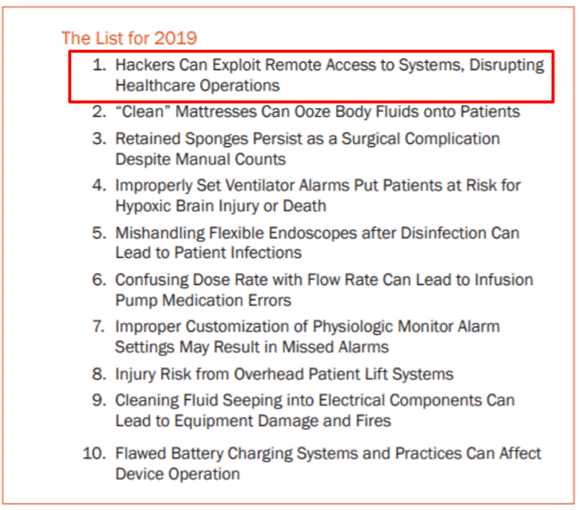 The List for 2019
1. Hackers Can Exploit Remote Access to Systems, Disrupting
Healthcare Operations
2. “Clean” Mattresses Can Ooze Body Fluids onto Patients
3. Retained Sponges Persist as a Surgical Complication
Despite Manual Counts
4. Improperly Set Ventilator Alarms Put Patients at Risk for
Hypoxic Brain Injury or Death
5. Mishandling Flexible Endoscopes after Disinfection Can
Lead to Patient Infections
6. Confusing Dose Rate with Flow Rate Can Lead to Infusion
Pump Medication Errors
7. Improper Customization of Physiologic Monitor Alarm
Settings May Result in Missed Alarms
8. Injury Risk from Overhead Patient Lift Systems
9. Cleaning Fluid Seeping into Electrical Components Can
Lead to Equipment Damage and Fires
10. Flawed Battery Charging Systems and Practices Can Affect
Device Operation